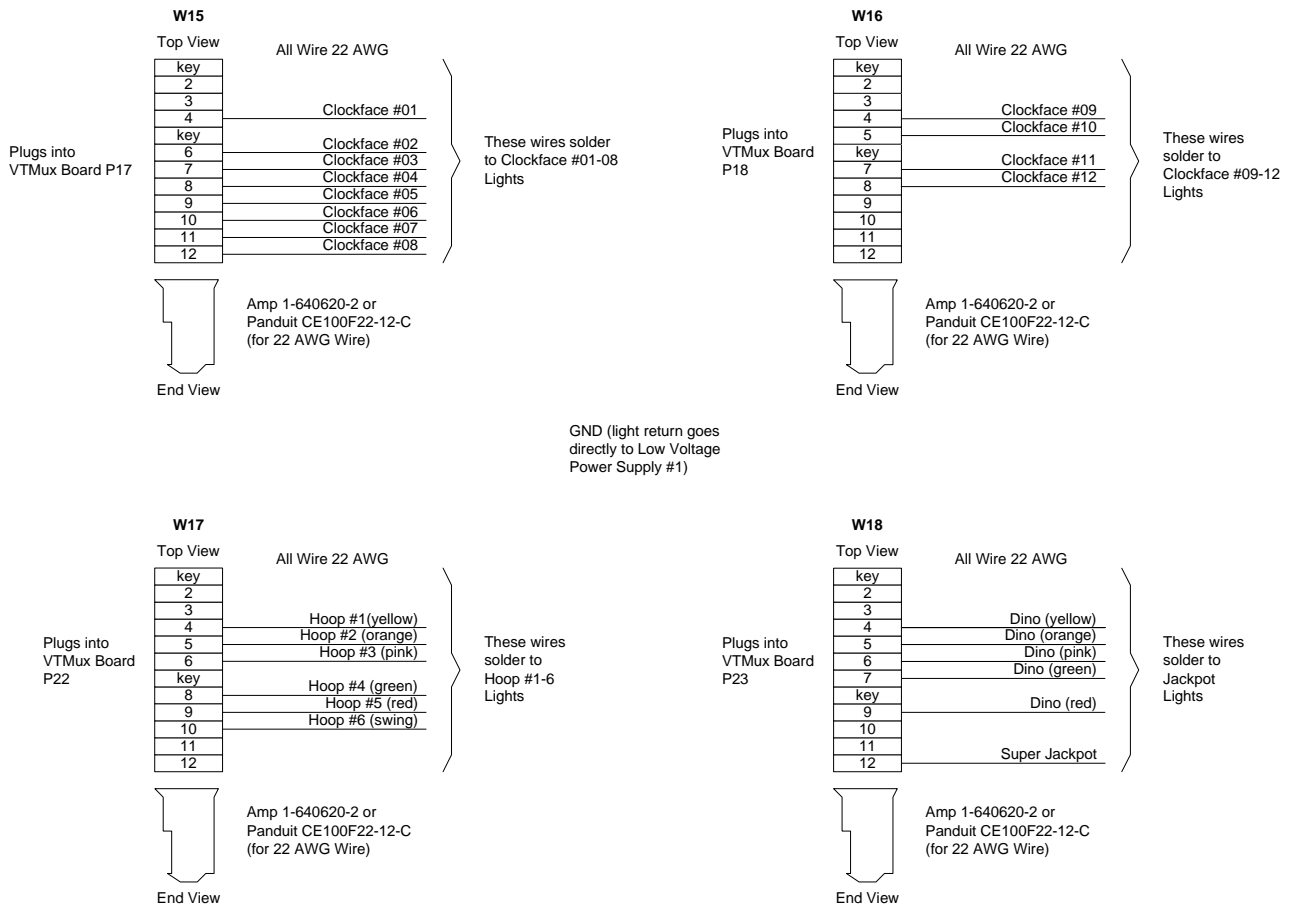 W15
Top View
All Wire 22 AWG
key
2
3
4
key
6
7
8
9
10
11
12
Clockface #01
Clockface #02
Clockface #03
Clockface #04
Clockface #05
Clockface #06
Clockface #07
Clockface #08
Plugs into
VTMux Board P17
These wires solder
to Clockface #01-08
Lights
Amp 1-640620-2 or
Panduit CE100F22-12-C
(for 22 AWG Wire)
End View
W16
Top View
All Wire 22 AWG
key
2
3
4
5
key
7
8
9
10
11
12
Clockface #09
Clockface #10
Clockface #11
Clockface #12
Plugs into
VTMux Board
P18
These wires
solder to
Clockface #09-12
Lights
Amp 1-640620-2 or
Panduit CE100F22-12-C
(for 22 AWG Wire)
End View
GND (light return goes
directly to Low Voltage
Power Supply #1)
W17
Top View
All Wire 22 AWG
key
2
3
4
5
6
key
8
9
10
11
12
Hoop #1(yellow)
Hoop #2 (orange)
Hoop #3 (pink)
Hoop #4 (green)
Hoop #5 (red)
Hoop #6 (swing)
Plugs into
VTMux Board
P22
These wires
solder to
Hoop #1-6
Lights
Amp 1-640620-2 or
Panduit CE100F22-12-C
(for 22 AWG Wire)
End View
W18
Top View
All Wire 22 AWG
key
2
3
4
5
6
7
key
9
10
11
12
Dino (yellow)
Dino (orange)
Dino (pink)
Dino (green)
Dino (red)
Super Jackpot
Plugs into
VTMux Board
P23
These wires
solder to
Jackpot
Lights
Amp 1-640620-2 or
Panduit CE100F22-12-C
(for 22 AWG Wire)
End View